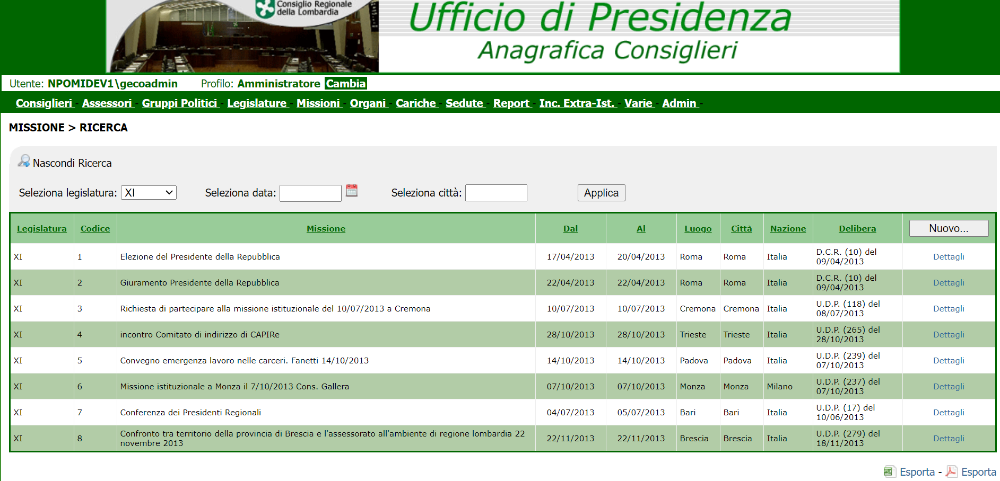 Consiglio Regionale
della Lombardia
Ufficio di Presidenza
Anagrafica Consiglieri
Utente: NPOMIDEV1\gecoadmin Profilo: Amministratore Cambia
Consiglieri - Assessori - Gruppi Politici - Legislature - Missioni - Organi - Cariche - Sedute - Report - Inc. Extra-Ist. - Varie - Admin -
MISSIONE > RICERCA
Nascondi Ricerca
Seleziona legislatura: XI Seleziona data: Seleziona città: Applica
Legislatura Codice Missione Dal Al Luogo Città Nazione Delibera Nuovo...
XI 1 Elezione del Presidente della Repubblica 17/04/2013 20/04/2013 Roma Roma Italia D.C.R. (10) del
09/04/2013 Dettagli
XI 2 Giuramento Presidente della Repubblica 22/04/2013 22/04/2013 Roma Roma Italia D.C.R. (10) del
09/04/2013 Dettagli
XI 3 Richiesta di partecipare alla missione istituzionale del 10/07/2013 a Cremona 10/07/2013 10/07/2013 Cremona Cremona Italia U.D.P. (118) del
08/07/2013 Dettagli
XI 4 incontro Comitato di indirizzo di CAPIRe 28/10/2013 28/10/2013 Trieste Trieste Italia U.D.P. (265) del
28/10/2013 Dettagli
XI 5 Convegno emergenza lavoro nelle carceri. Fanetti 14/10/2013 14/10/2013 14/10/2013 Padova Padova Italia U.D.P. (239) del
07/10/2013 Dettagli
XI 6 Missione istituzionale a Monza il 7/10/2013 Cons. Gallera 07/10/2013 07/10/2013 Monza Monza Milano U.D.P. (237) del
07/10/2013 Dettagli
XI 7 Conferenza dei Presidenti Regionali 04/07/2013 05/07/2013 Bari Bari Italia U.D.P. (17) del
10/06/2013 Dettagli
XI 8 Confronto tra territorio della provincia di Brescia e l'assessorato all'ambiente di regione lombardia 22
novembre 2013 22/11/2013 22/11/2013 Brescia Brescia Italia U.D.P. (279) del
18/11/2013 Dettagli
Esporta - Esporta